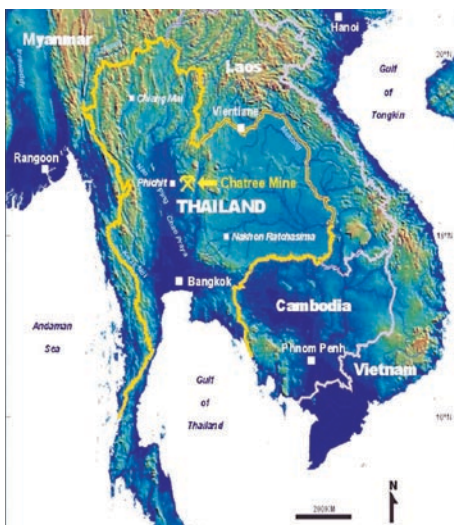 Hanoi
Myanmar
20°N
Laos
Gulf
of
Tongkin
Chiang Mai
Vientiane
Rangoon
Phichit
Chatree Mine
THAILAND
Nakhon Ratchasima
Bangkok
Cambodia
Andaman
Sea
Phnom Penh
Vietnam
Gulf
of
Thailand
N